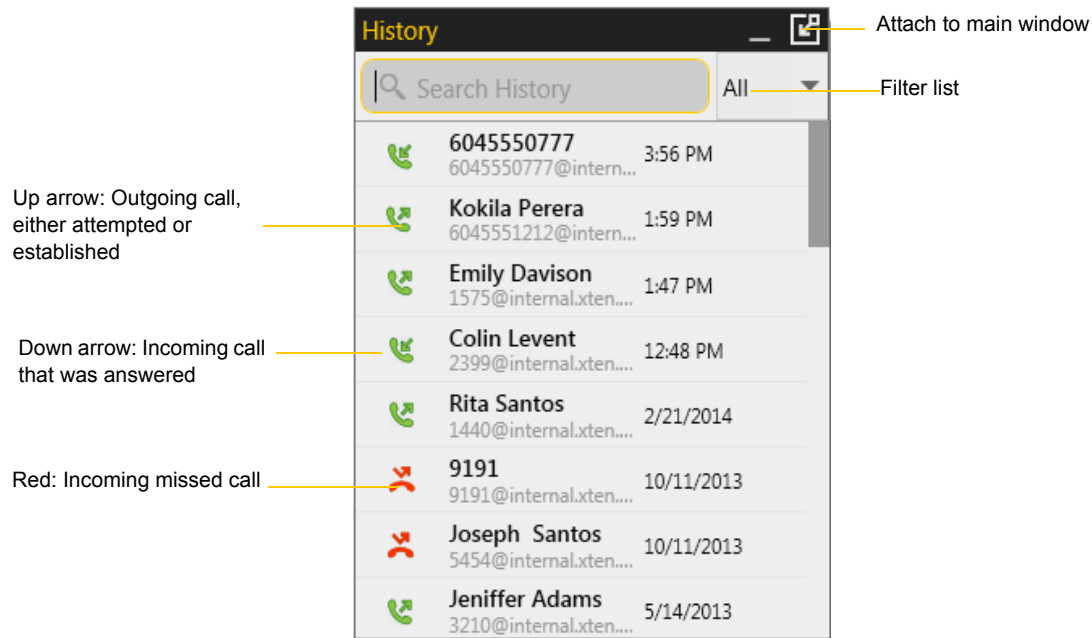 History
Attach to main window
Search History
All
Filter list
6045550777
3:56 PM
6045550777@intern...
Up arrow: Outgoing call,
either attempted or
established
Kokila Perera
1:59 PM
6045551212@intern...
Emily Davison
1:47 PM
1575@internal.xten....
Down arrow: Incoming call
that was answered
Colin Levent
12:48 PM
2399@internal.xten....
Rita Santos
2/21/2014
1440@internal.xten....
Red: Incoming missed call
9191
10/11/2013
9191@internal.xten....
Joseph  Santos
10/11/2013
5454@internal.xten....
Jeniffer Adams
5/14/2013
3210@internal.xten....